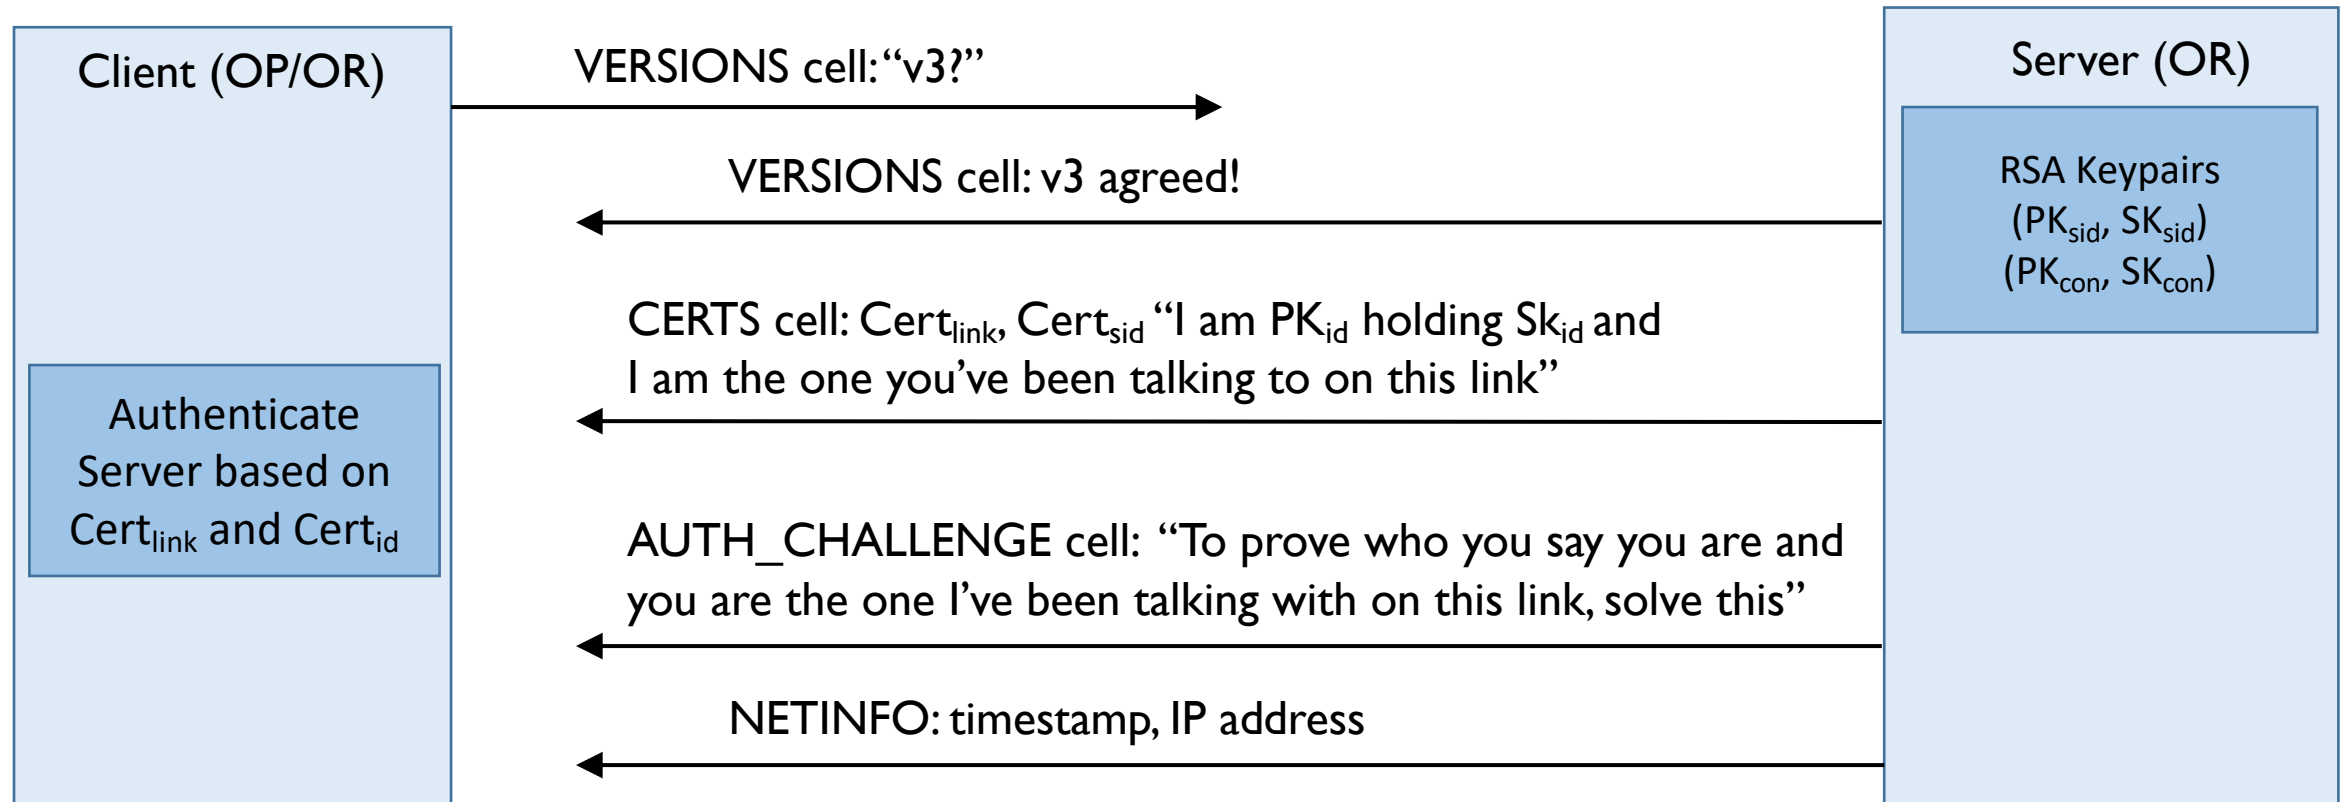 Client (OP/OR)
VERSIONS cell: “v3?”
Server (OR)
RSA Keypairs
(PKsid, SKsid)
(PKcon, SKcon)
VERSIONS cell: v3 agreed!
CERTS cell: Certlink, Certsid “I am PKid holding Skid and
I am the one you’ve been talking to on this link”
Authenticate
Server based on
Certlink and Certid
AUTH_CHALLENGE cell: “To prove who you say you are and
you are the one I’ve been talking with on this link, solve this”
NETINFO: timestamp, IP address